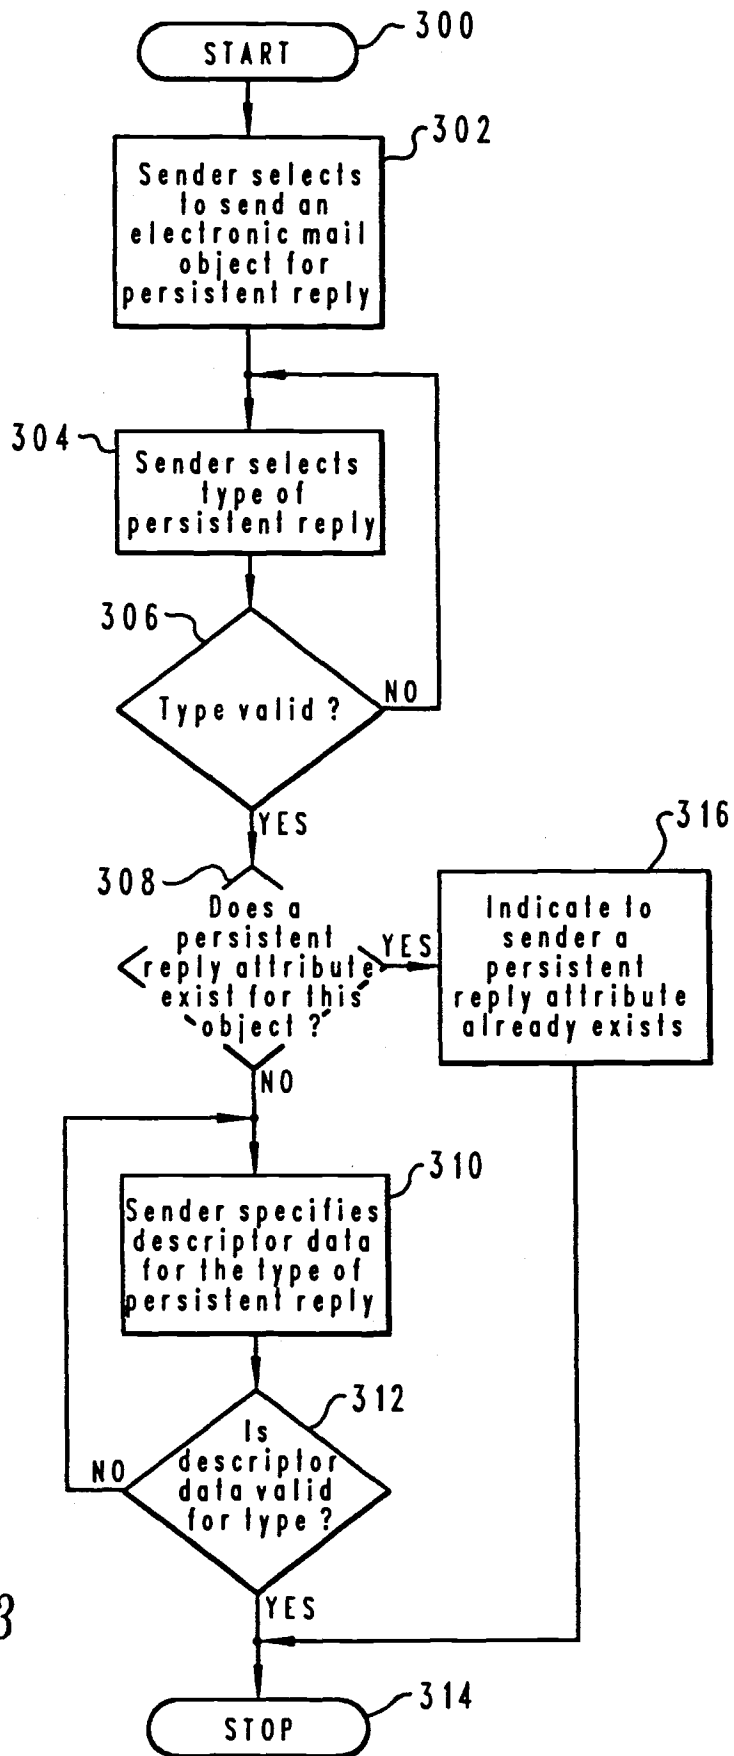 300
START
302
Sender selects
to send an
electronic mail
object for
persistent reply
304
Sender selects
type of
persistent reply
306
Type valid ?
NO
YES
308
Does a
persistent
reply attribute
exist for this
object ?
YES
NO
316
Indicate to
sender a
persistent
reply attribute
already exists
310
Sender specifies
descriptor data
for the type of
persistent reply
312
Is
descriptor
data valid
for type ?
NO
YES
3
314
STOP